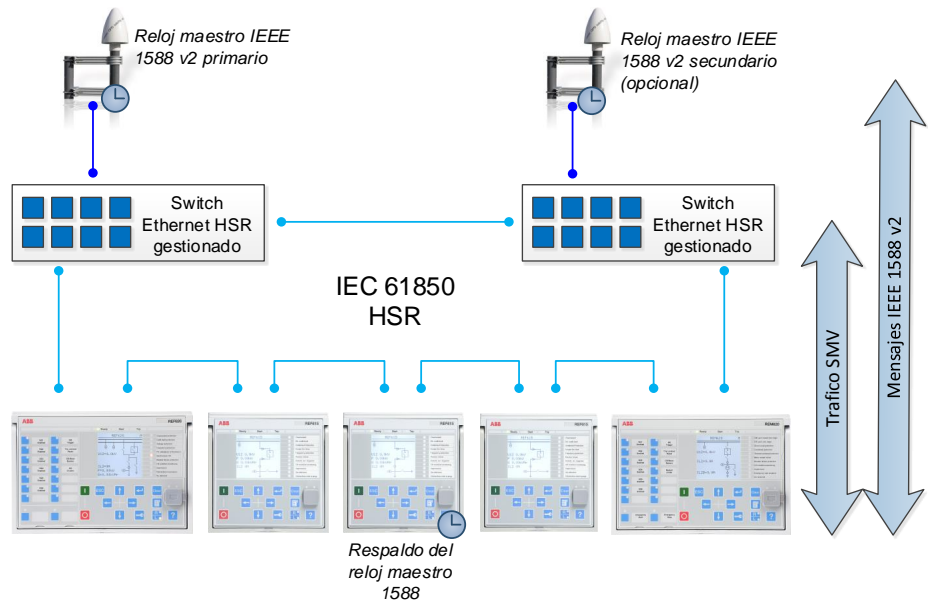 Reloj maestro IEEE
1588 v2 primario
Reloj maestro IEEE
1588 v2 secundario
(opcional)
Switch
Ethernet HSR
gestionado
Switch
Ethernet HSR
gestionado
IEC 61850
HSR
Trafico SMV
Mensajes IEEE 1588 v2
ABB
ABB
ABB
ABB
ABB
Respaldo del
reloj maestro
1588